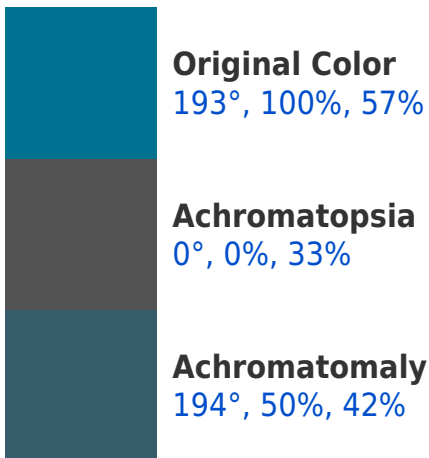 Original Color
193°, 100%, 57%
Achromatopsia
0°, 0%, 33%
Achromatomaly
194°, 50%, 42%